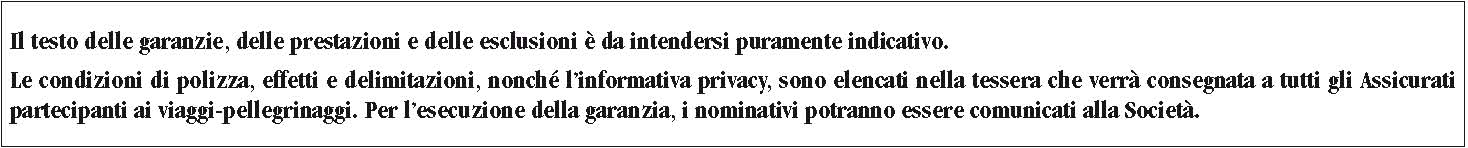 Il testo delle garanzie, delle prestazioni e delle esclusioni è da intendersi puramente indicativo.
Le condizioni di polizza, effetti e delimitazioni, nonché l’informativa privacy, sono elencati nella tessera che verrà consegnata a tutti gli Assicurati
partecipanti ai viaggi-pellegrinaggi. Per l’esecuzione della garanzia, i nominativi potranno essere comunicati alla Società.